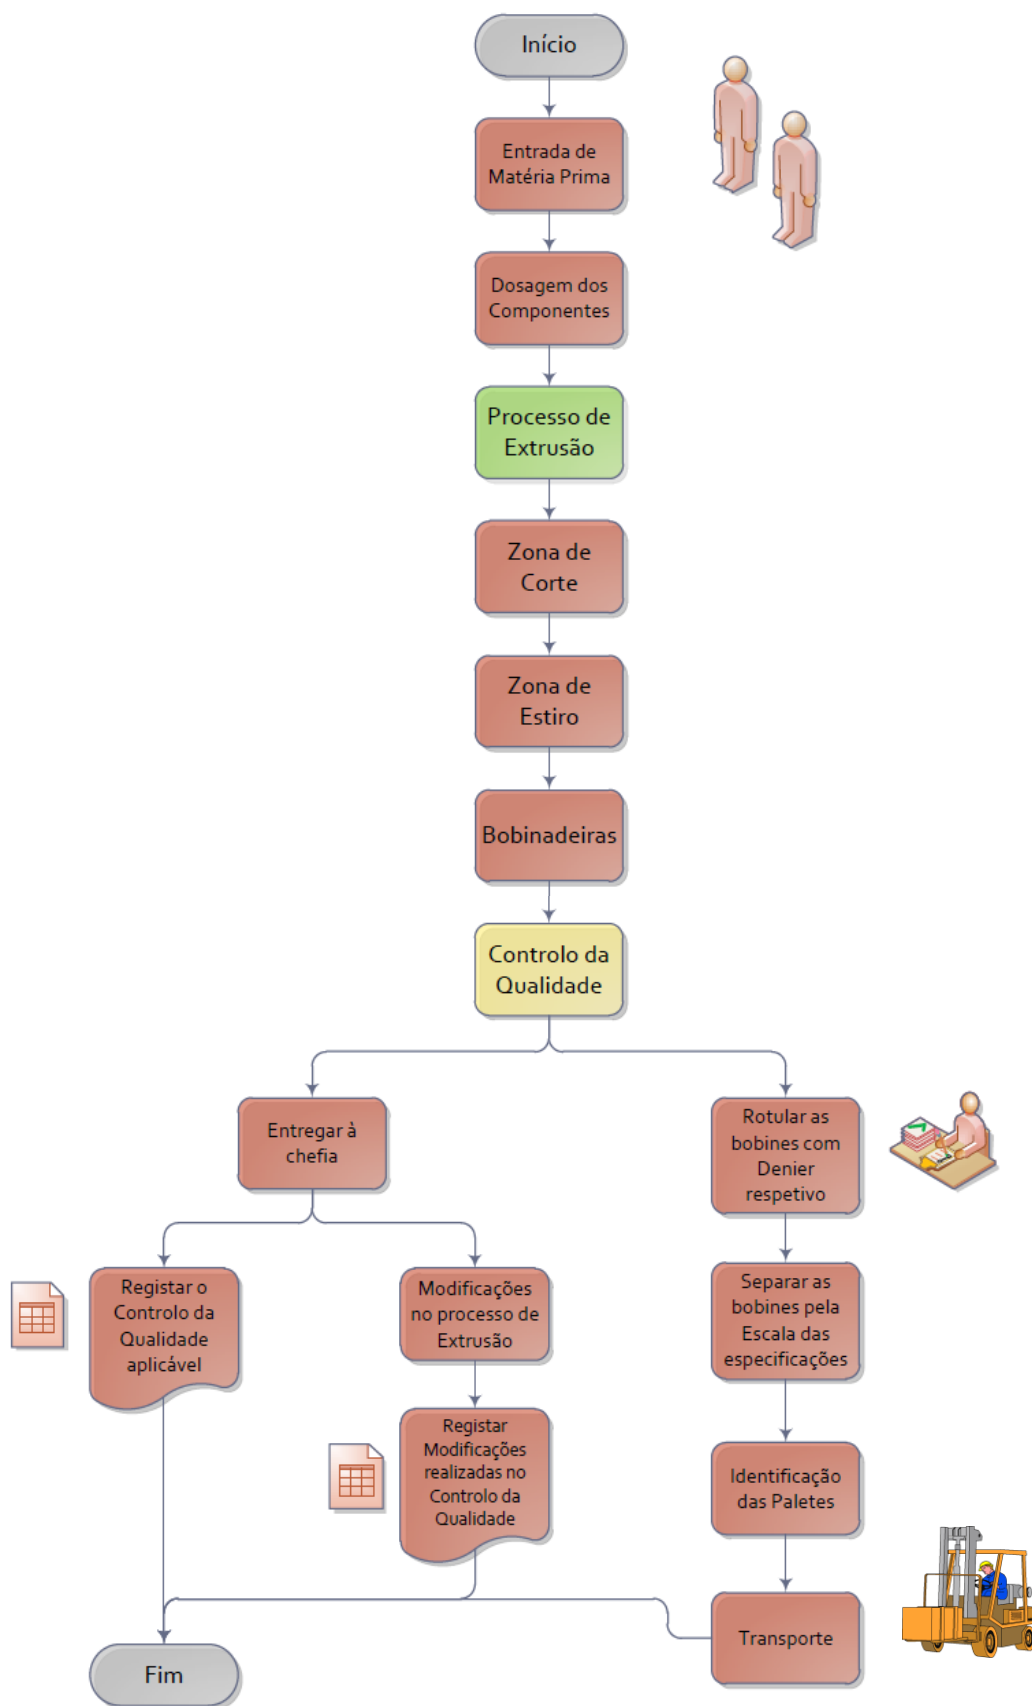 Início
Entrada de
Matéria Prima
Dosagem dos
Componentes
Processo de
Extrusão
Zona de
Corte
Zona de
Estiro
Bobinadeiras
Controlo da
Qualidade
Entregar à
chefia
Rotular as
bobines com
Denier
respetivo
Registar o
Controlo da
Qualidade
aplicável
Modificações
no processo de
Extrusão
Separar as
bobines pela
Escala das
especificações
Registar
Modificações
realizadas no
Controlo da
Qualidade
Identificação
das Paletes
Transporte
Fim